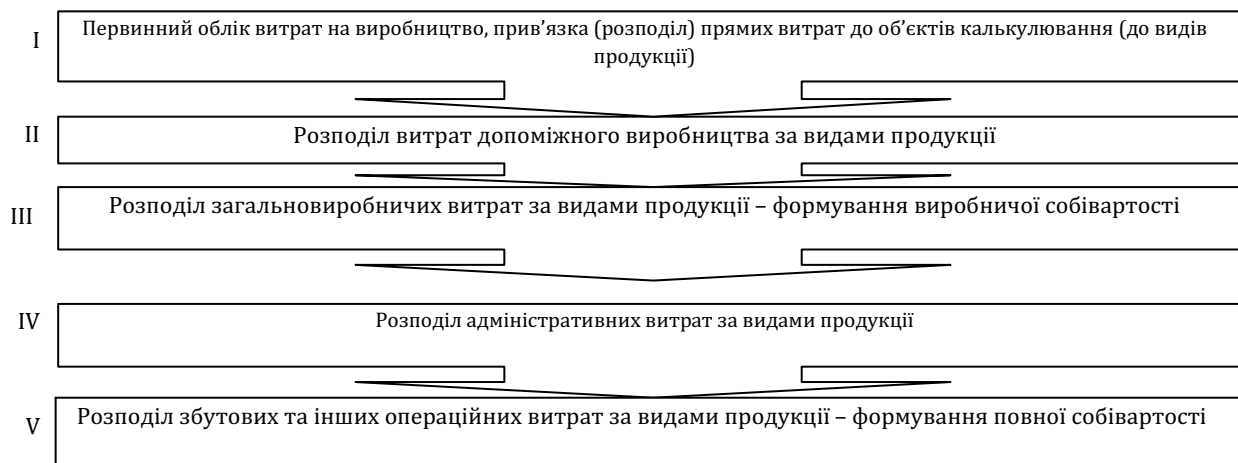 I
Первинний облік витрат на виробництво, прив’язка (розподіл) прямих витрат до об’єктів калькулювання (до видів
продукції)
II
Розподіл витрат допоміжного виробництва за видами продукції
III
Розподіл загальновиробничих витрат за видами продукції – формування виробничої собівартості
IV
Розподіл адміністративних витрат за видами продукції
V
Розподіл збутових та інших операційних витрат за видами продукції – формування повної собівартості